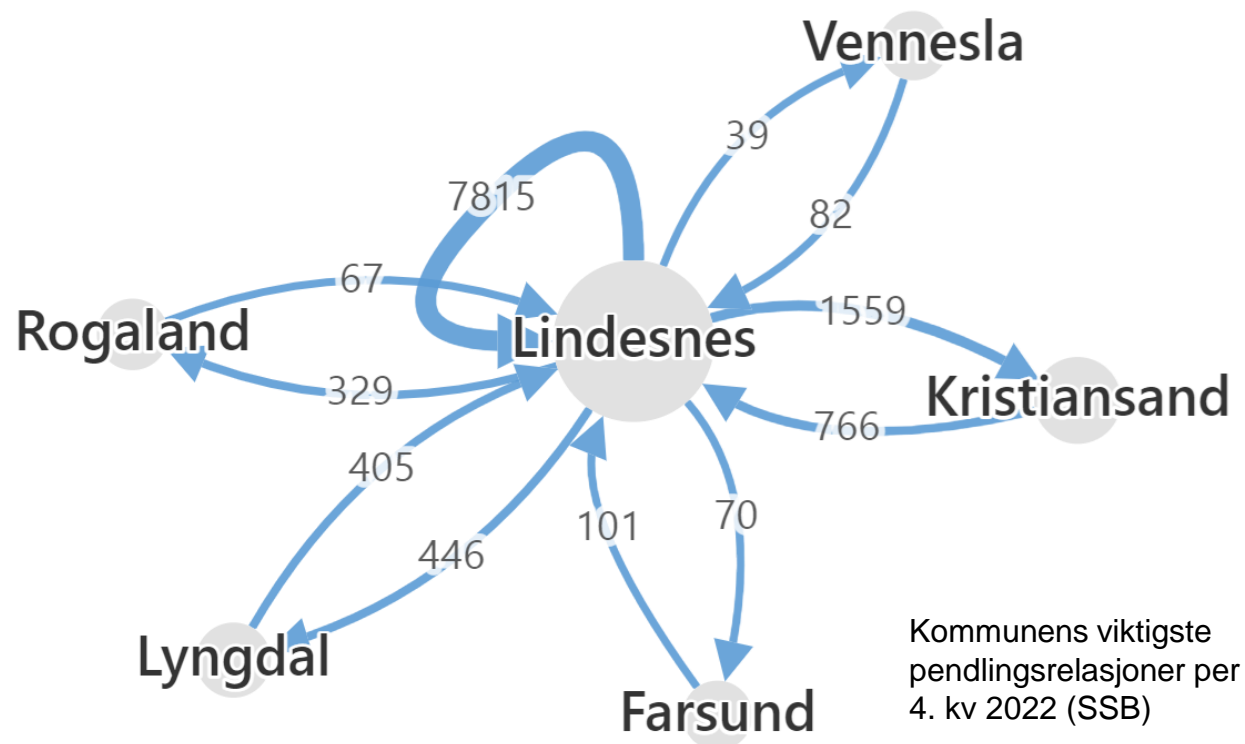 Vennesla
39
7815
82
67
1559
Rogaland
Lindesnes
329
Kristiansand
766
405
70
101
446
Kommunens viktigste
pendlingsrelasjoner per
4. kv 2022 (SSB)
Lyngdal
Farsund